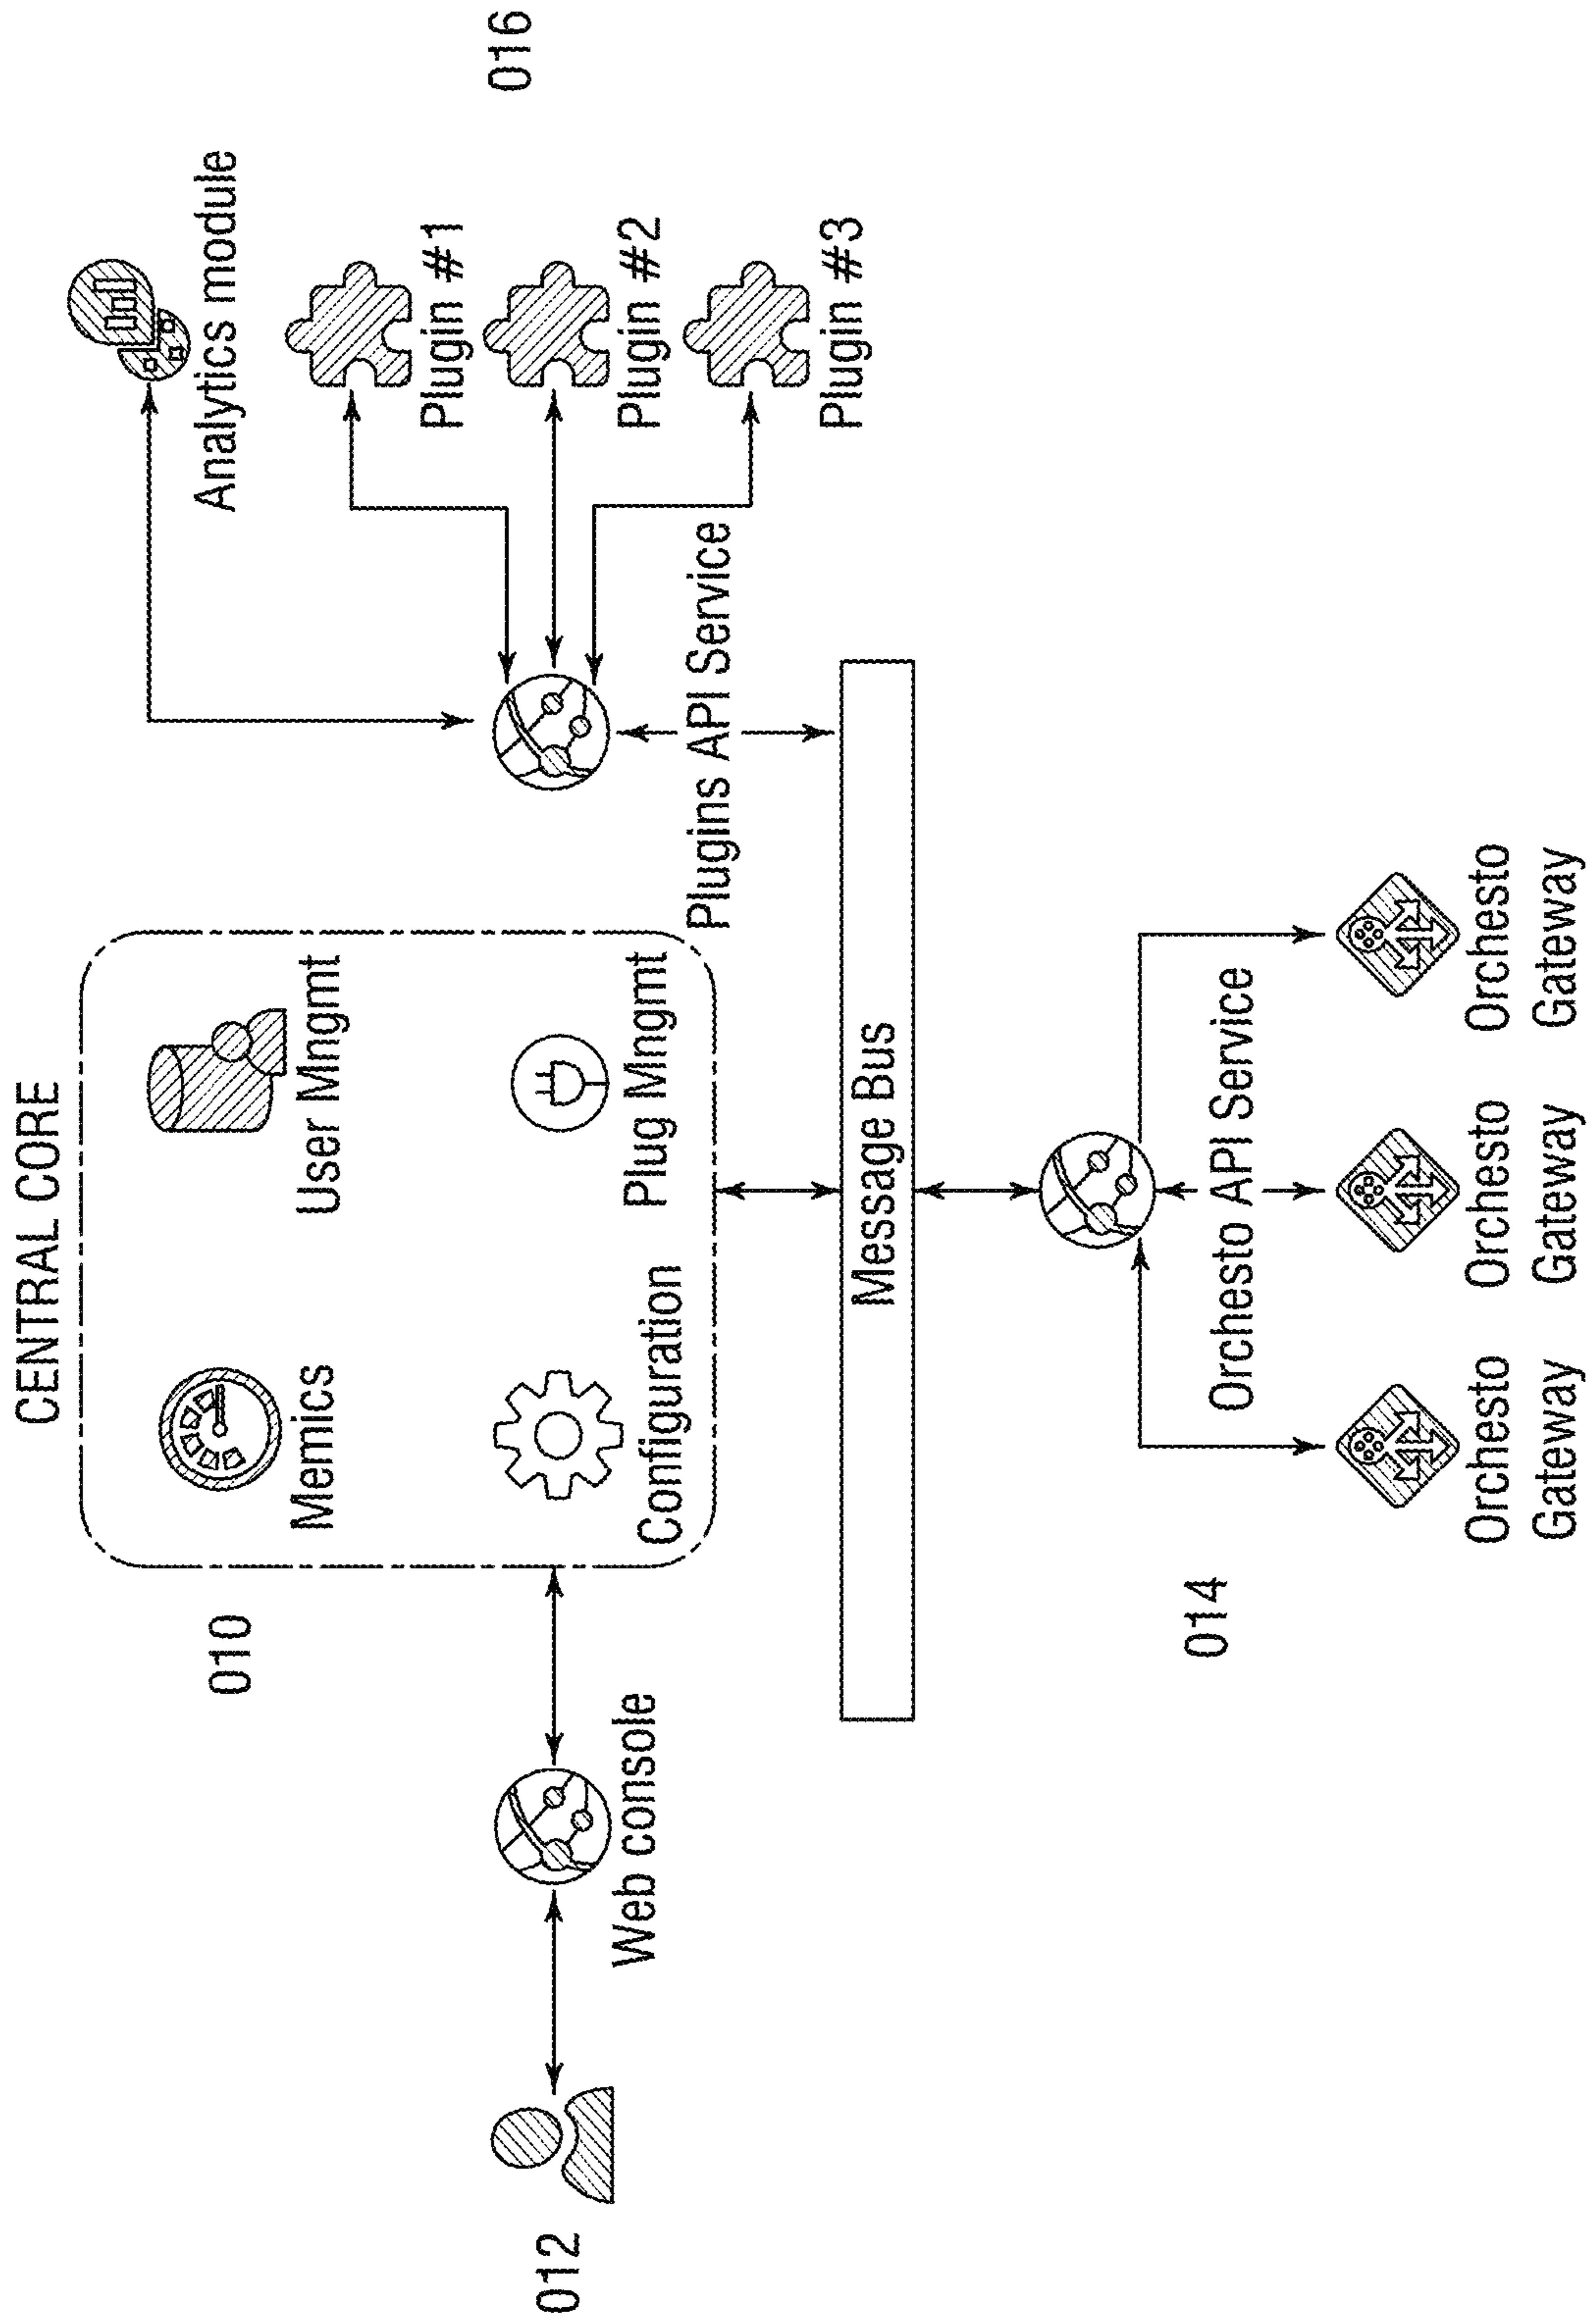 CENTRAL CORE
010
Memics
User Mngmt
Configuration
Plug Mngmt
012
Web console
Analytics module
016
Plugin #1
Plugin #2
Plugin #3
Plugins API Service
Message Bus
014
Orchesto API Service
Orchesto
Gateway
Orchesto
Gateway
Orchesto
Gateway